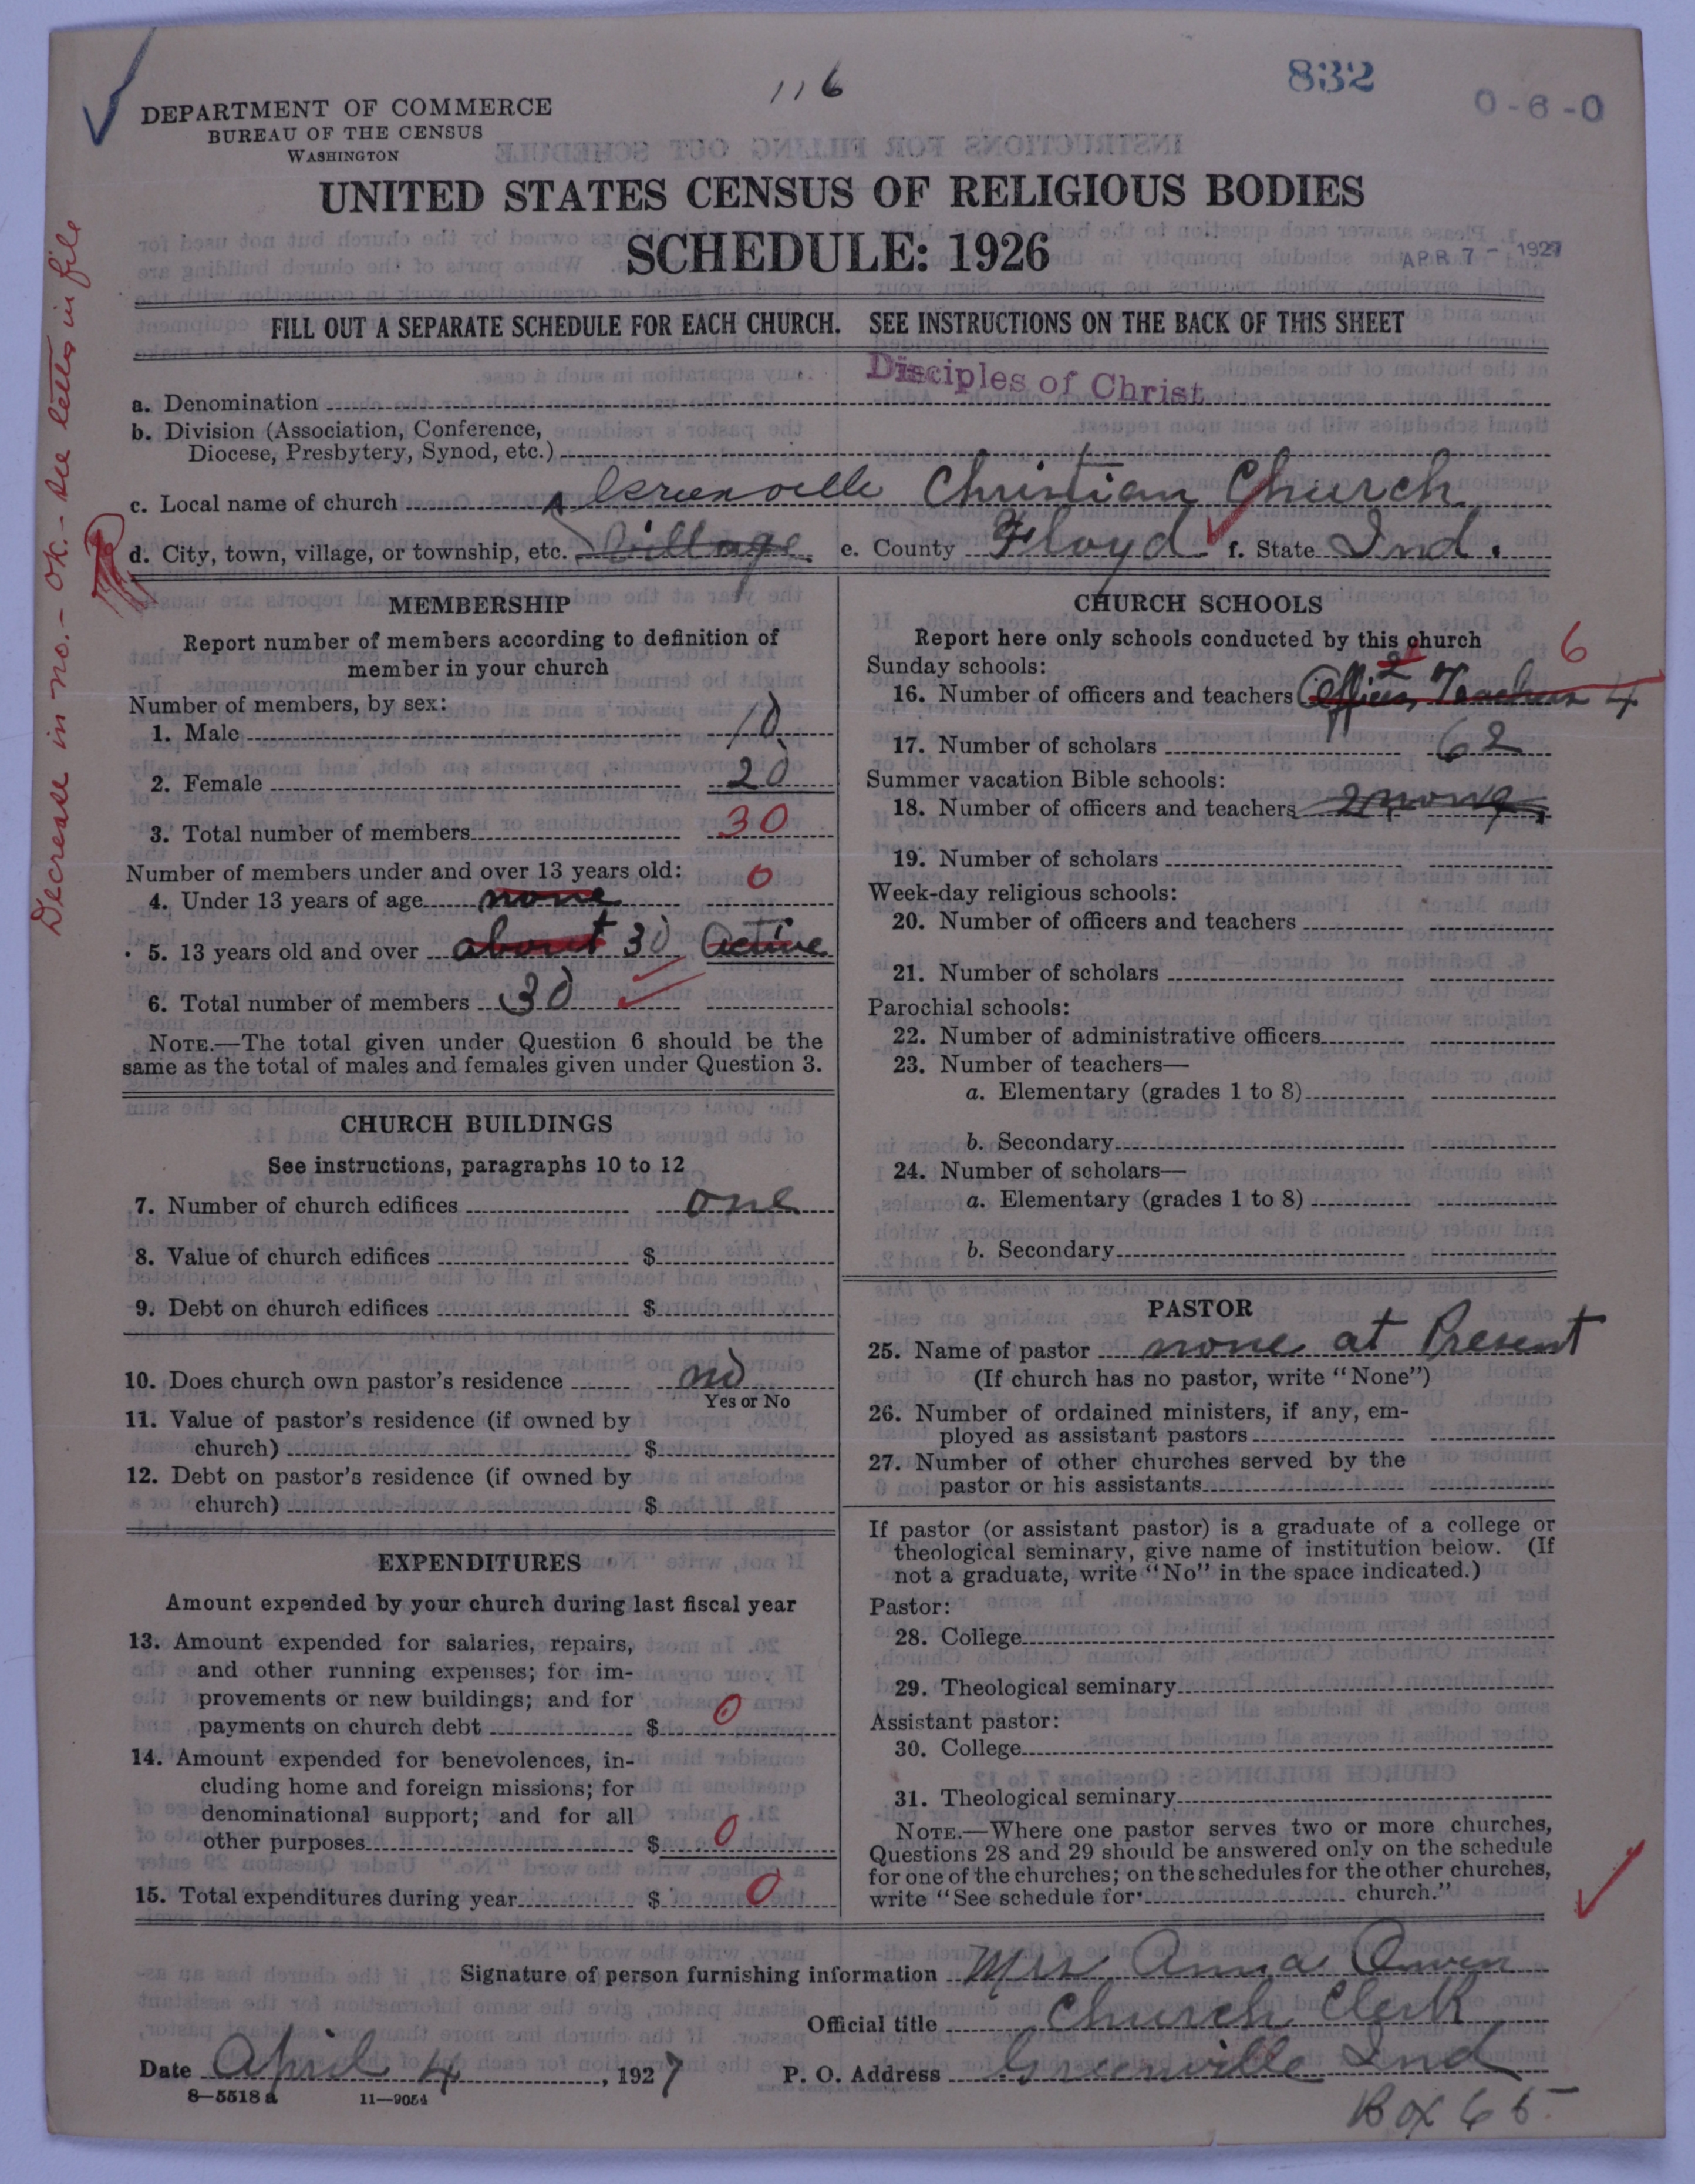 116
832
0-6-0
DEPARTMENT OF COMMERCE
BUREAU OF THE CENSUS
WASHINGTON
UNITED STATES CENSUS OF RELIGIOUS BODIES
SCHEDULE: 1926
APR 7 - 1927
FILL OUT A SEPARATE SCHEDULE FOR EACH CHURCH. SEE INSTRUCTIONS ON THE BACK OF THIS SHEET
Disciples of Christ
a. Denomination
b. Division (Association, Conference,
Diocese, Presbytery, Synod, etc.)
c. Local name of church Greenville Christian Church
d. City, town, village, or township, etc. Village e. County Floyd f. State Ind.
Decrease in no. - OK. - see letter in file
MEMBERSHIP
Report number of members according to definition of
member in your church
Number of members, by sex:
1. Male 10
2. Female 20
3. Total number of members 30
Number of members under and over 13 years old:
4. Under 13 years of age none 0
5. 13 years old and over about 30 Active
6. Total number of members 30
NOTE.—The total given under Question 6 should be the
same as the total of males and females given under Question 3.
CHURCH BUILDINGS
See instructions, paragraphs 10 to 12
7. Number of church edifices one
8. Value of church edifices $
9. Debt on church edifices $
10. Does church own pastor's residence no
Yes or No
11. Value of pastor's residence (if owned by
church) $
12. Debt on pastor's residence (if owned by
church) $
EXPENDITURES
Amount expended by your church during last fiscal year
13. Amount expended for salaries, repairs,
and other running expenses; for im-
provements or new buildings; and for
payments on church debt $ 0
14. Amount expended for benevolences, in-
cluding home and foreign missions; for
denominational support; and for all
other purposes $ 0
15. Total expenditures during year $ 0
CHURCH SCHOOLS
Report here only schools conducted by this church
Sunday schools: 6
16. Number of officers and teachers Officers 2 Teachers 4
17. Number of scholars 62
Summer vacation Bible schools:
18. Number of officers and teachers
19. Number of scholars
Week-day religious schools:
20. Number of officers and teachers
21. Number of scholars
Parochial schools:
22. Number of administrative officers
23. Number of teachers—
a. Elementary (grades 1 to 8)
b. Secondary
24. Number of scholars—
a. Elementary (grades 1 to 8)
b. Secondary
PASTOR
25. Name of pastor none at Present
(If church has no pastor, write "None")
26. Number of ordained ministers, if any, em-
ployed as assistant pastors
27. Number of other churches served by the
pastor or his assistants
If pastor (or assistant pastor) is a graduate of a college or
theological seminary, give name of institution below. (If
not a graduate, write "No" in the space indicated.)
Pastor:
28. College
29. Theological seminary
Assistant pastor:
30. College
31. Theological seminary
NOTE.—Where one pastor serves two or more churches,
Questions 28 and 29 should be answered only on the schedule
for one of the churches; on the schedules for the other churches,
write "See schedule for church."
Signature of person furnishing information Mrs Anna Owen
Official title Church Clerk
Date April 4, 1927 P. O. Address Greenville Ind
8—5518 a 11—9054
Box 65